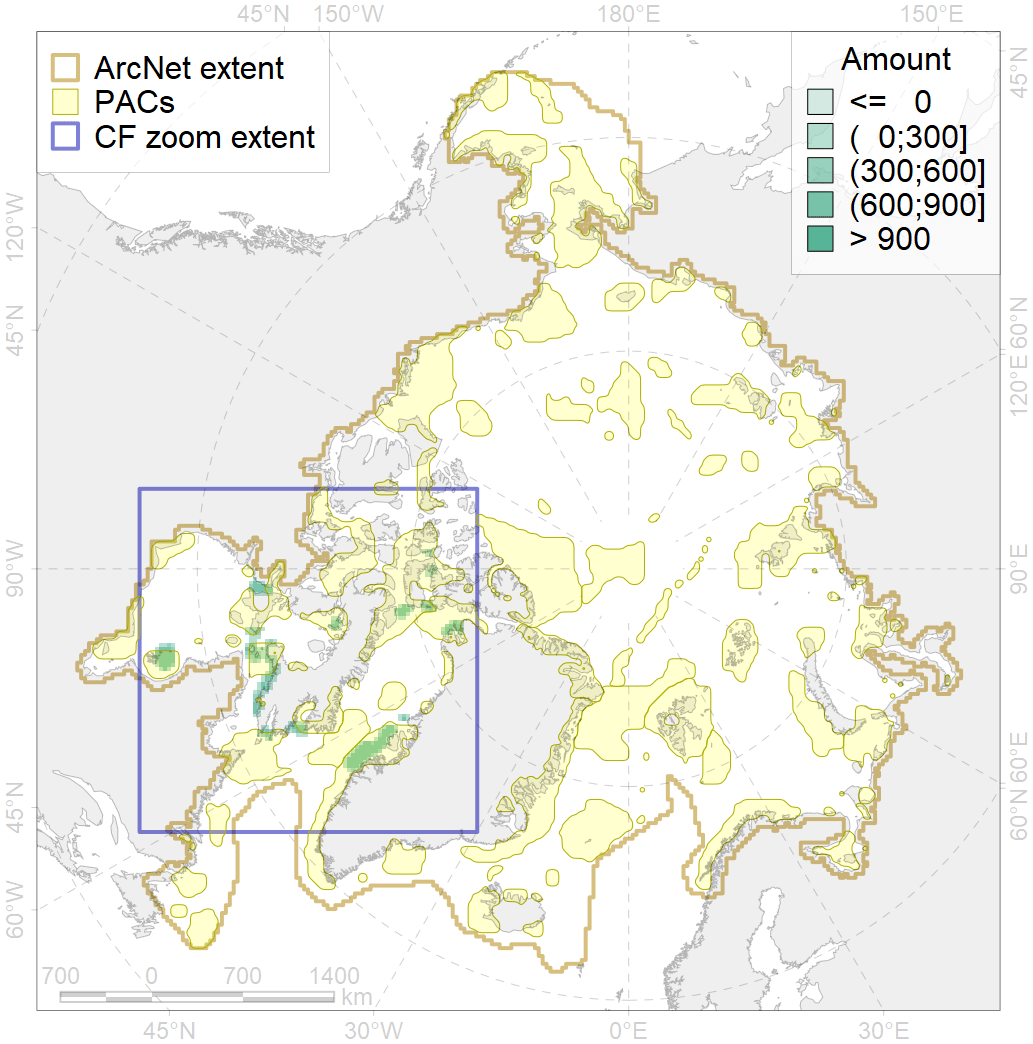 45°N 150°W 180°E 150°E
ArcNet extent
PACs
CF zoom extent
Amount
<= 0
( 0;300]
(300;600]
(600;900]
> 900
120°W
45°N
90°W
45°N
60°W
45°N
60°N
120°E
90°E
60°E
60°N
700 0 700 1400
km
45°N 30°W 0°E 30°E